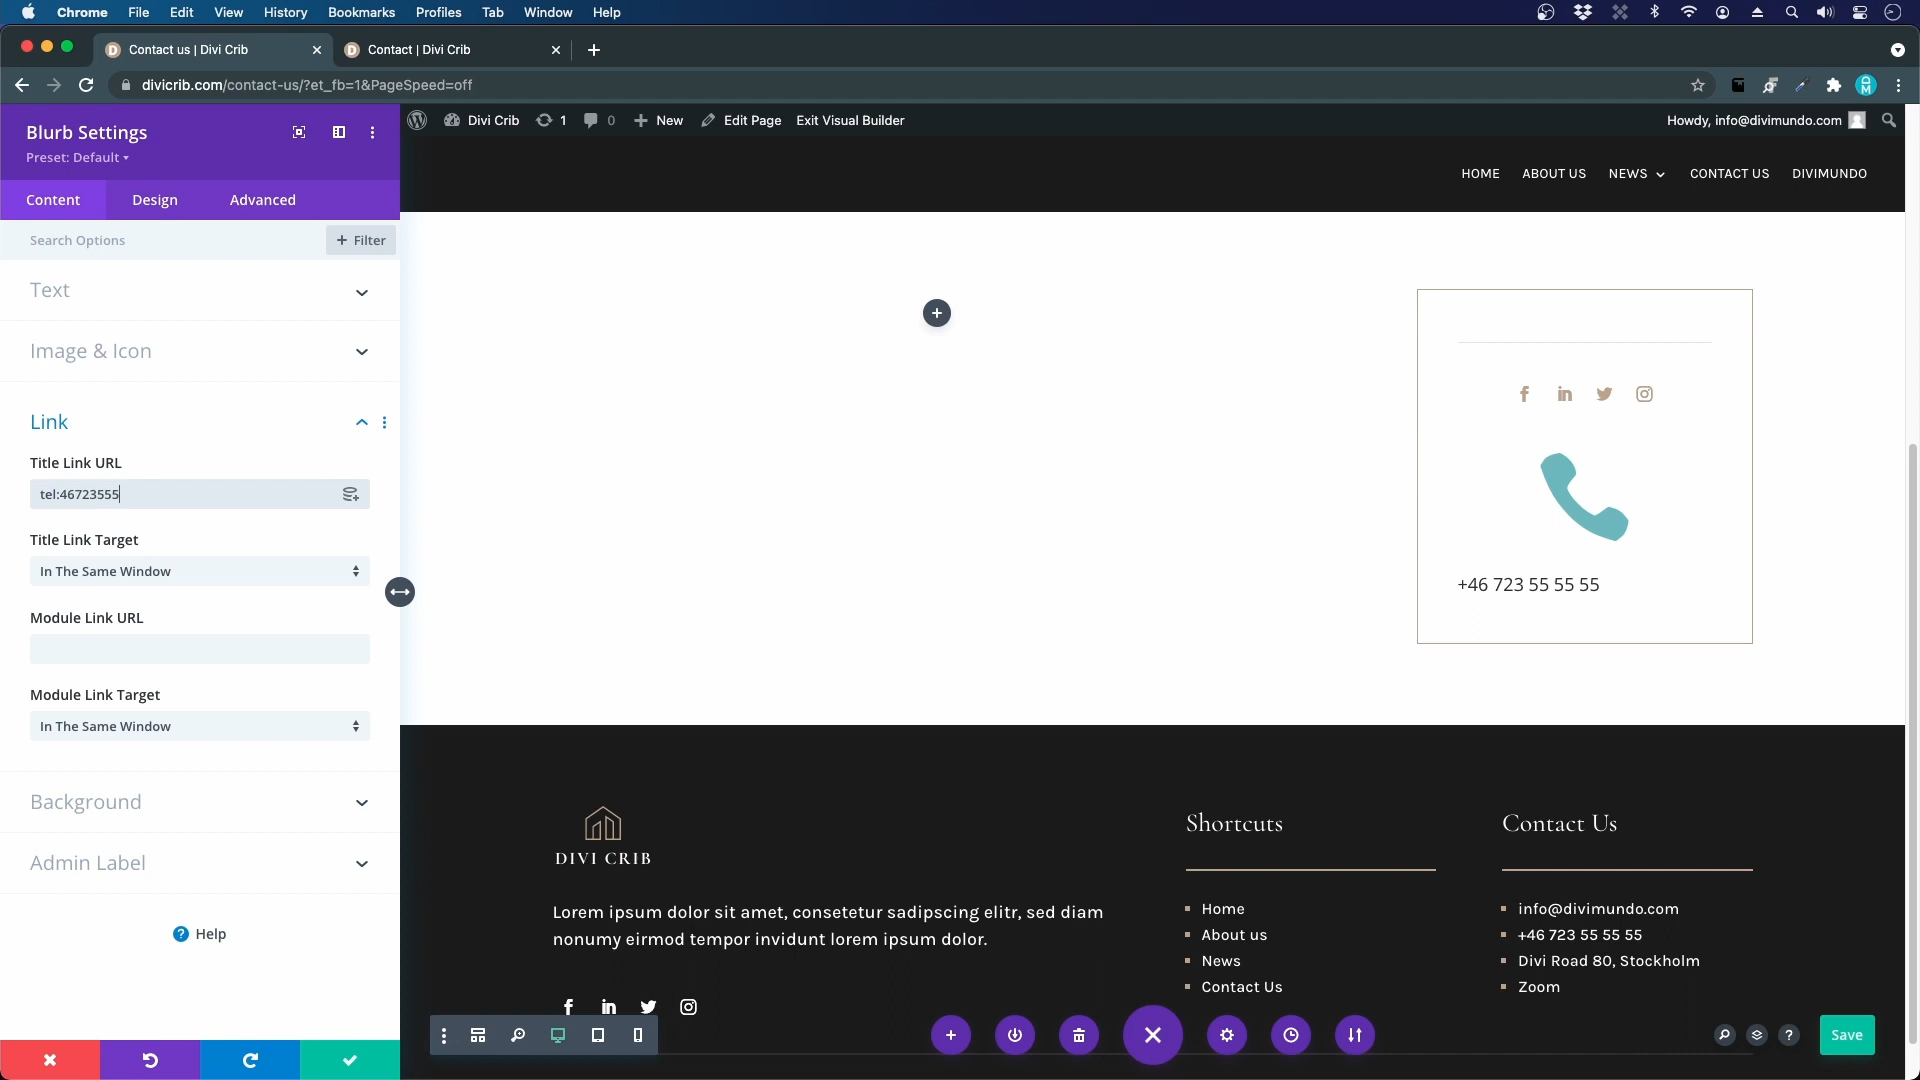 Chrome File Edit View History Bookmarks Profiles Tab Window Help
Contact us | Divi Crib
Contact | Divi Crib
divicrib.com/contact-us/?et_fb=1&PageSpeed=off
Blurb Settings
Preset: Default
Content Design Advanced
Search Options
+ Filter
Text
Image & Icon
Link
Title Link URL
tel:46723555
Title Link Target
In The Same Window
Module Link URL
Module Link Target
In The Same Window
Background
Admin Label
? Help
Divi Crib 1 0 New Edit Page Exit Visual Builder
Howdy, info@divimundo.com
HOME ABOUT US NEWS CONTACT US DIVIMUNDO
+46 723 55 55 55
DIVI CRIB
Lorem ipsum dolor sit amet, consetetur sadipscing elitr, sed diam
nonumy eirmod tempor invidunt lorem ipsum dolor.
Shortcuts
Home
About us
News
Contact Us
Contact Us
info@divimundo.com
+46 723 55 55 55
Divi Road 80, Stockholm
Zoom
?
Save